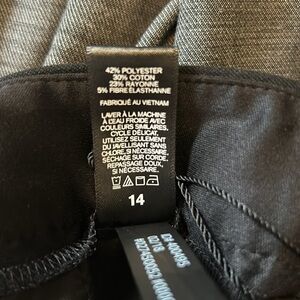 42% POLYESTER
30% COTON
23% RAYONNE
5% FIBRE ÉLASTHANNE
FABRIQUÉ AU VIETNAM
LAVER À LA MACHINE
À L'EAU FROIDE AVEC
COULEURS SIMILAIRES,
CYCLE DÉLICAT.
UTILISEZ SEULEMENT
DU JAVELLISANT SANS
CHLORE, SI NÉCESSAIRE.
SÉCHAGE SUR CORDE.
REPASSAGE DOUX,
SI NÉCESSAIRE.
14